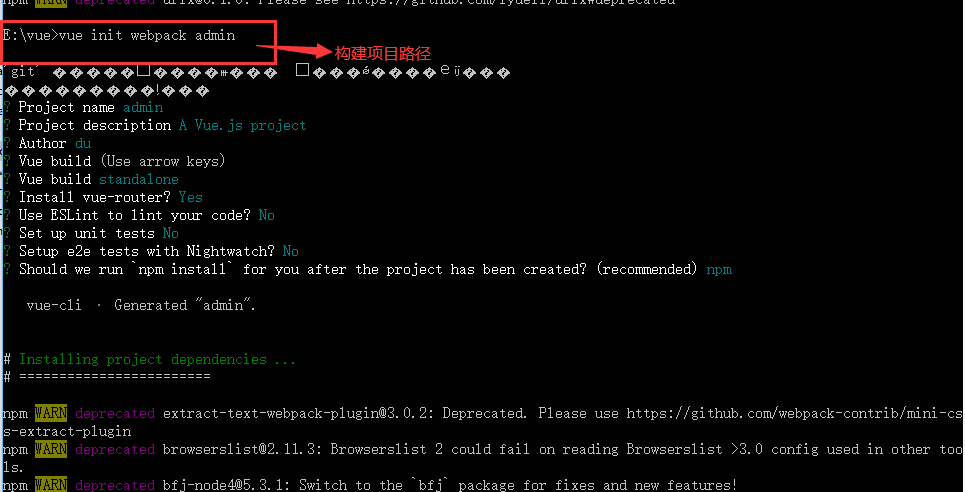 npm WARN deprecated urix@0.1.0: Please see https://github.com/lydell/urix#deprecated
E:\vue>vue init webpack admin
构建项目路径
'git'
? Project name admin
? Project description A Vue.js project
? Author du
? Vue build (Use arrow keys)
? Vue build standalone
? Install vue-router? Yes
? Use ESLint to lint your code? No
? Set up unit tests No
? Setup e2e tests with Nightwatch? No
? Should we run `npm install` for you after the project has been created? (recommended) npm
vue-cli · Generated "admin".
# Installing project dependencies ...
# ========================
npm WARN deprecated extract-text-webpack-plugin@3.0.2: Deprecated. Please use https://github.com/webpack-contrib/mini-cs
s-extract-plugin
npm WARN deprecated browserslist@2.11.3: Browserslist 2 could fail on reading Browserslist >3.0 config used in other too
ls.
npm WARN deprecated bfj-node4@5.3.1: Switch to the `bfj` package for fixes and new features!